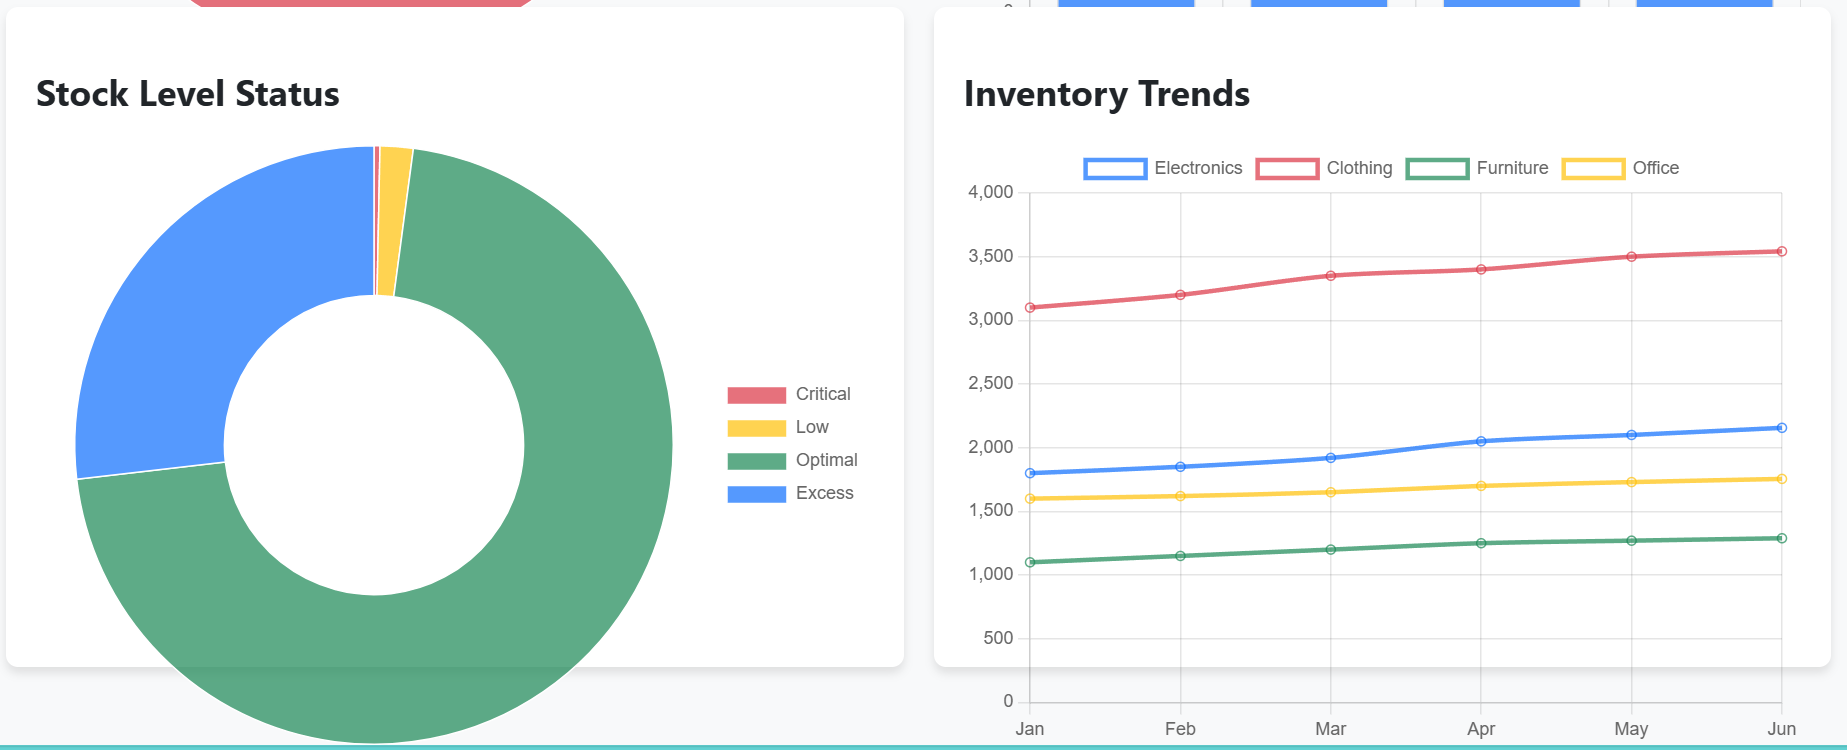 Stock Level Status
Critical
Low
Optimal
Excess
Inventory Trends
Electronics Clothing Furniture Office
4,000
3,500
3,000
2,500
2,000
1,500
1,000
500
0
Jan Feb Mar Apr May Jun